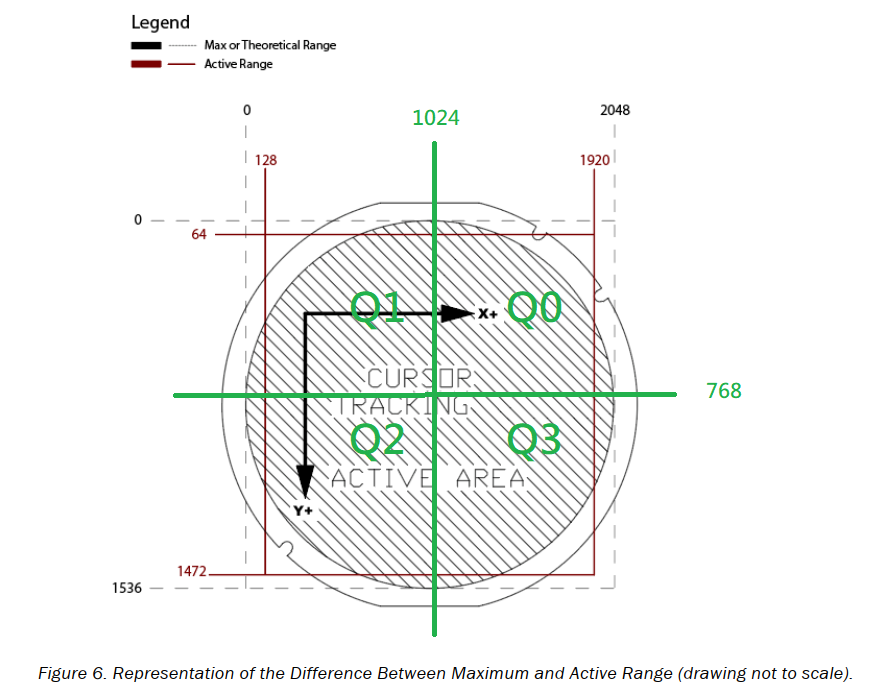 Legend
Max or Theoretical Range
Active Range
0
1024
2048
128
1920
0
64
Q1
X+
Q0
CURSOR
768
TRACKING
Q2
Q3
ACTIVE AREA
Y+
1472
1536
Figure 6. Representation of the Difference Between Maximum and Active Range (drawing not to scale).